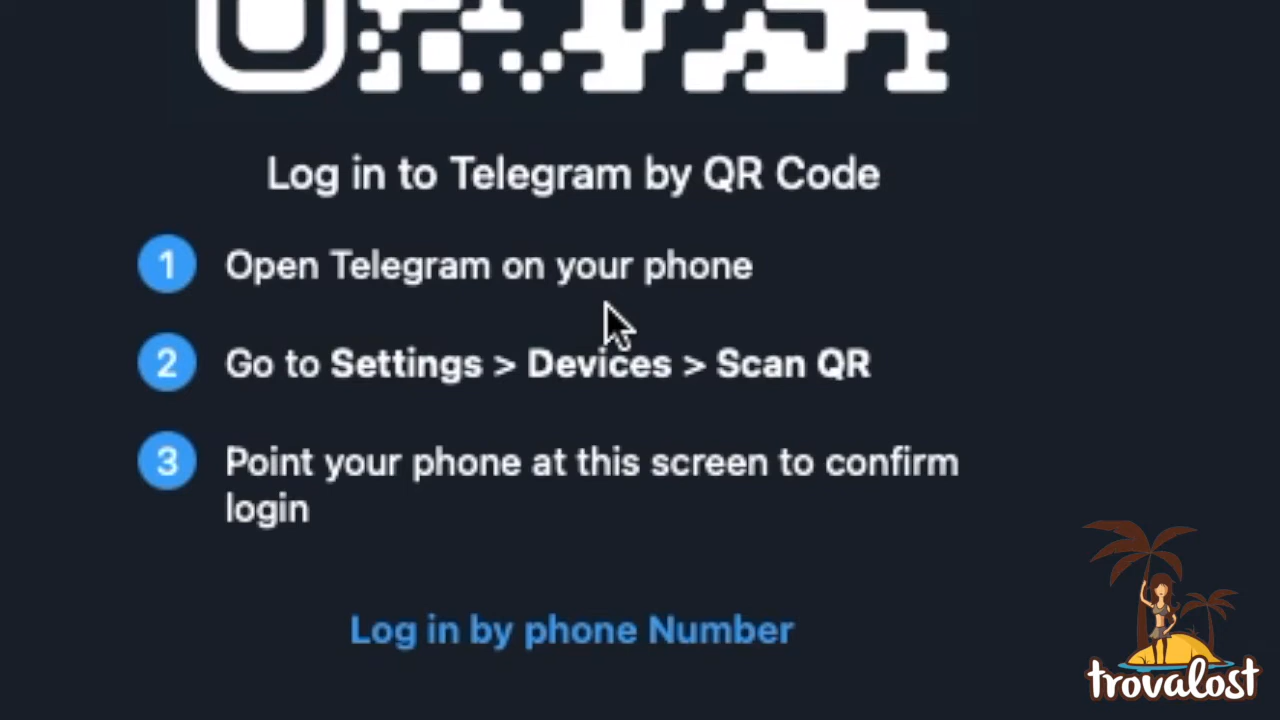 Log in to Telegram by QR Code
1 Open Telegram on your phone
2 Go to Settings > Devices > Scan QR
3 Point your phone at this screen to confirm
login
Log in by phone Number
trovalost